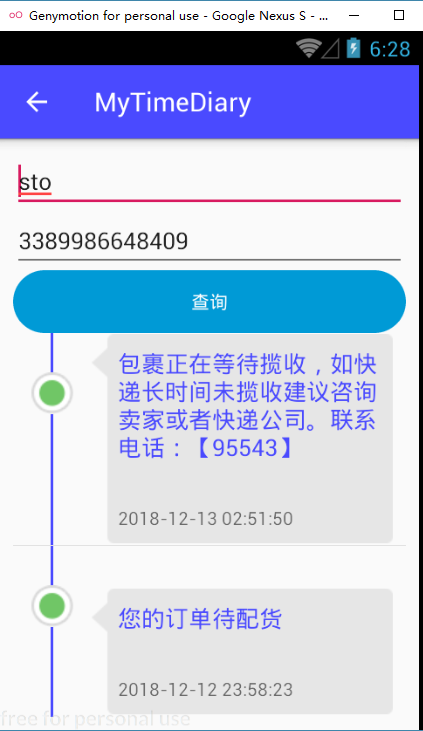 Genymotion for personal use - Google Nexus S - ...
6:28
MyTimeDiary
sto
3389986648409
查询
包裹正在等待揽收，如快
递长时间未揽收建议咨询
卖家或者快递公司。联系
电话：【95543】
2018-12-13 02:51:50
您的订单待配货
2018-12-12 23:58:23
free for personal use